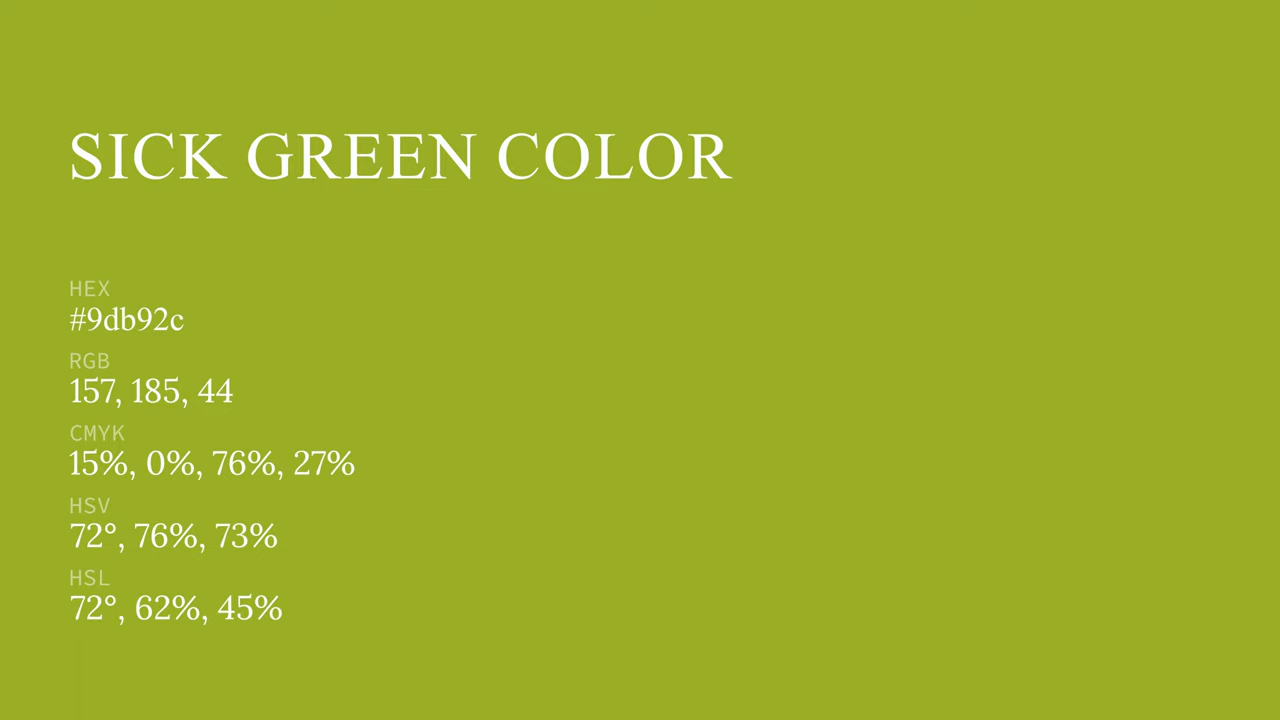 SICK GREEN COLOR
HEX
#9db92c
RGB
157, 185, 44
CMYK
15%, 0%, 76%, 27%
HSV
72°, 76%, 73%
HSL
72°, 62%, 45%